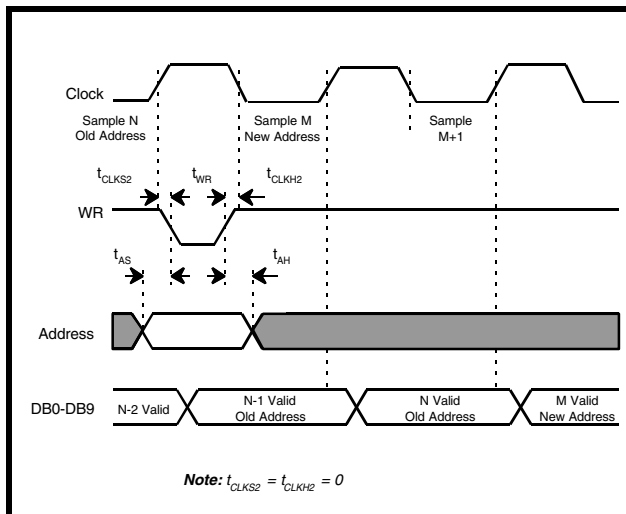 Clock
Sample N
Old Address
Sample M
New Address
Sample
M+1
tCLKS2
tWR
tCLKH2
WR
tAS
tAH
Address
DB0-DB9
N-2 Valid
N-1 Valid
Old Address
N Valid
Old Address
M Valid
New Address
Note: tCLKS2 = tCLKH2 = 0